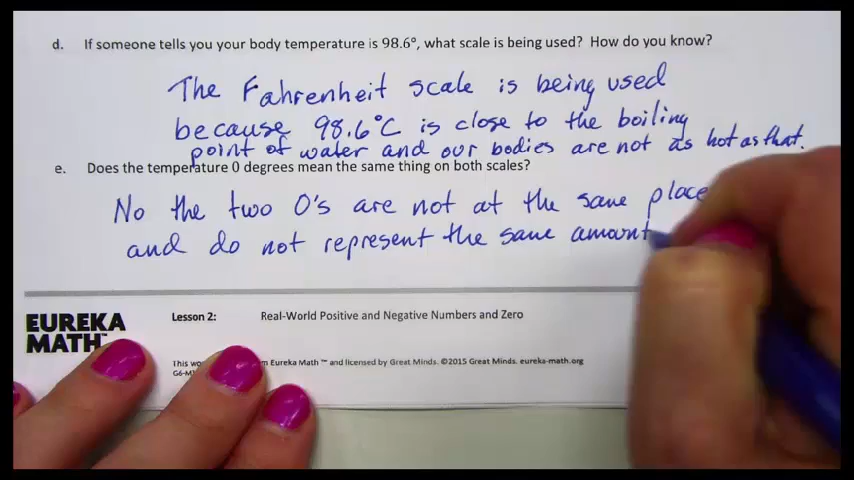 d. If someone tells you your body temperature is 98.6°, what scale is being used? How do you know?
The Fahrenheit scale is being used
because 98.6°C is close to the boiling
point of water and our bodies are not as hot as that.
e. Does the temperature 0 degrees mean the same thing on both scales?
No the two 0's are not at the same place
and do not represent the same amount
EUREKA
MATH™
Lesson 2: Real-World Positive and Negative Numbers and Zero
This Eureka Math™ and licensed by Great Minds. ©2015 Great Minds. eureka-math.org